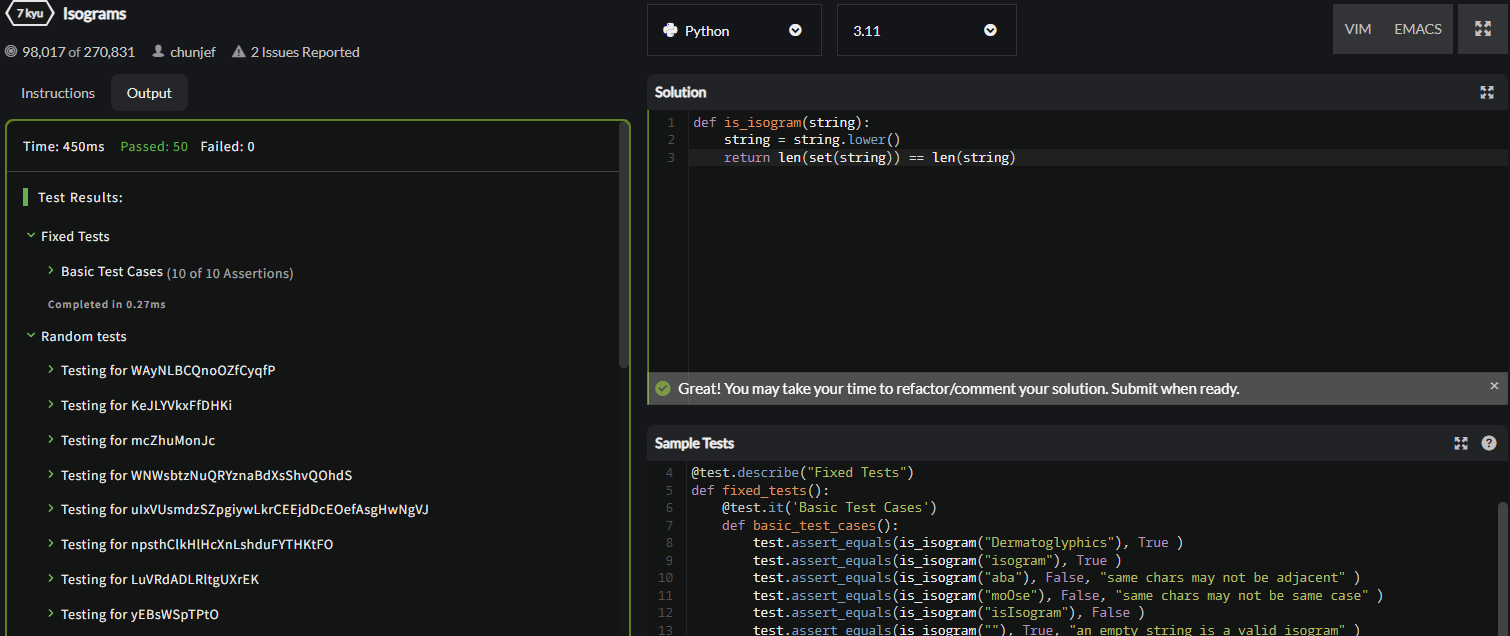 7 kyu Isograms
98,017 of 270,831 chunjef 2 Issues Reported
Instructions Output
Time: 450ms Passed: 50 Failed: 0
Test Results:
Fixed Tests
Basic Test Cases (10 of 10 Assertions)
Completed in 0.27ms
Random tests
Testing for WAyNLBCQnoOZfCyqfP
Testing for KeJLYVkxFfDHKi
Testing for mcZhuMonJc
Testing for WNWsbtzNuQRYznaBdXsShvQOhdS
Testing for uIxVUsmdzSZpgiywLkrCEEjdDcEOefAsgHwNgVJ
Testing for npsthClkHlHcXnLshduFYTHKtFO
Testing for LuVRdADLRltgUXrEK
Testing for yEBsWSpTPtO
Python 3.11 VIM EMACS
Solution
1 def is_isogram(string):
2 string = string.lower()
3 return len(set(string)) == len(string)
Great! You may take your time to refactor/comment your solution. Submit when ready.
Sample Tests
4 @test.describe("Fixed Tests")
5 def fixed_tests():
6 @test.it('Basic Test Cases')
7 def basic_test_cases():
8 test.assert_equals(is_isogram("Dermatoglyphics"), True )
9 test.assert_equals(is_isogram("isogram"), True )
10 test.assert_equals(is_isogram("aba"), False, "same chars may not be adjacent" )
11 test.assert_equals(is_isogram("moOse"), False, "same chars may not be same case" )
12 test.assert_equals(is_isogram("isIsogram"), False )
13 test.assert_equals(is_isogram(""), True, "an empty string is a valid isogram" )